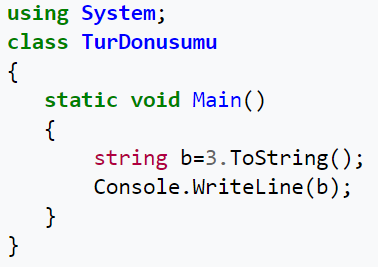 using System;
class TurDonusumu
{
   static void Main()
   {
       string b=3.ToString();
       Console.WriteLine(b);
   }
}